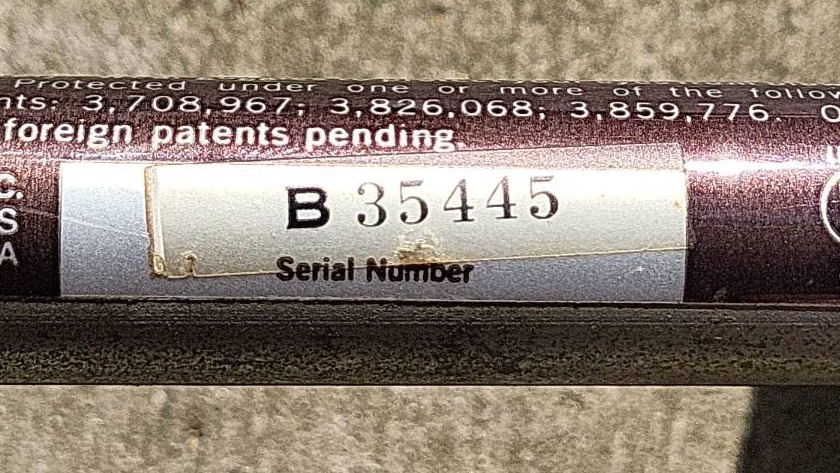 Protected under one or more of the follow
nts: 3,708,967; 3,826,068; 3,859,776.
foreign patents pending.
C.
S
A
B 35445
Serial Number